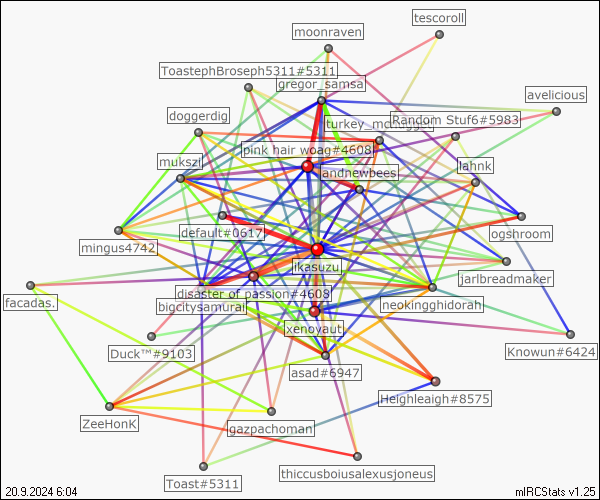 tescoroll
moonraven
ToastephBroseph5311#5311
gregor_samsa
avelicious
doggerdig
Random Stuf6#5983
pink hair woag#4608
mukszi
andnewbees
lahnk
ogshroom
default#0617
mingus4742
ikasuzu
jarlbreadmaker
disaster of passion#4608
facadas.
bigcitysamurai
neokingghidorah
xenoyaut
Duck™#9103
Knowun#6424
asad#6947
Heighleigh#8575
ZeeHonK
gazpachoman
thiccusboiusalexusjoneus
Toast#5311
20.9.2024 6:04
mIRCStats v1.25